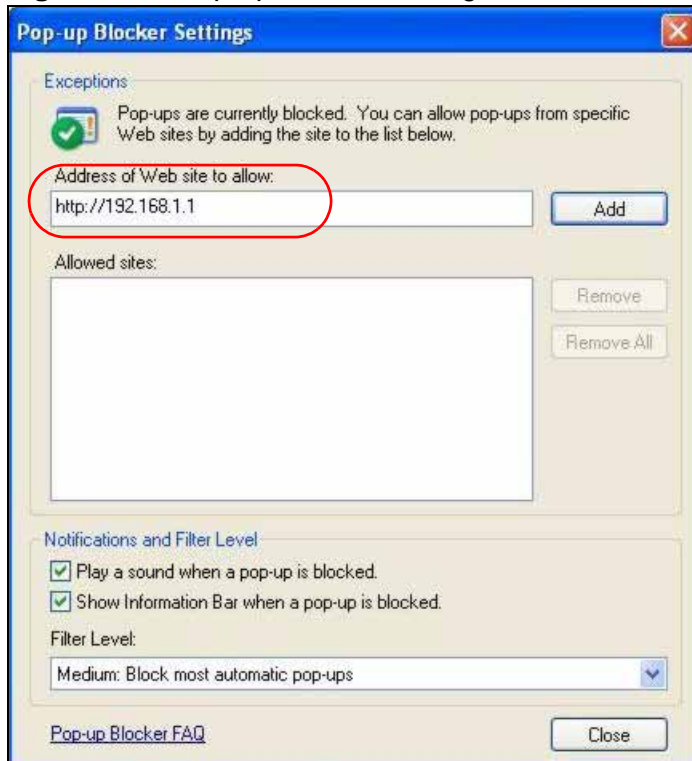 Pop-up Blocker Settings
Exceptions
Pop-ups are currently blocked. You can allow pop-ups from specific
Web sites by adding the site to the list below.
Address of Web site to allow:
http://192.168.1.1
Add
Allowed sites:
Remove
Remove All
Notifications and Filter Level
Play a sound when a pop-up is blocked.
Show Information Bar when a pop-up is blocked.
Filter Level:
Medium: Block most automatic pop-ups
Pop-up Blocker FAQ
Close